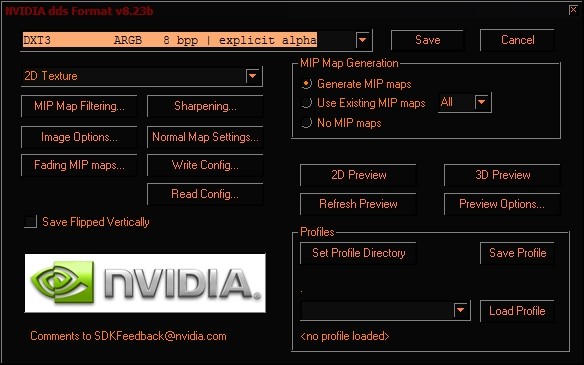 NVIDIA dds Format v8.23b
DXT3 ARGB 8 bpp | explicit alpha
Save
Cancel
2D Texture
MIP Map Filtering...
Sharpening...
Image Options...
Normal Map Settings...
Fading MIP maps...
Write Config...
Read Config...
Save Flipped Vertically
MIP Map Generation
Generate MIP maps
Use Existing MIP maps
All
No MIP maps
2D Preview
3D Preview
Refresh Preview
Preview Options...
Profiles
Set Profile Directory
Save Profile
.
Load Profile
<no profile loaded>
NVIDIA.
Comments to SDKFeedback@nvidia.com